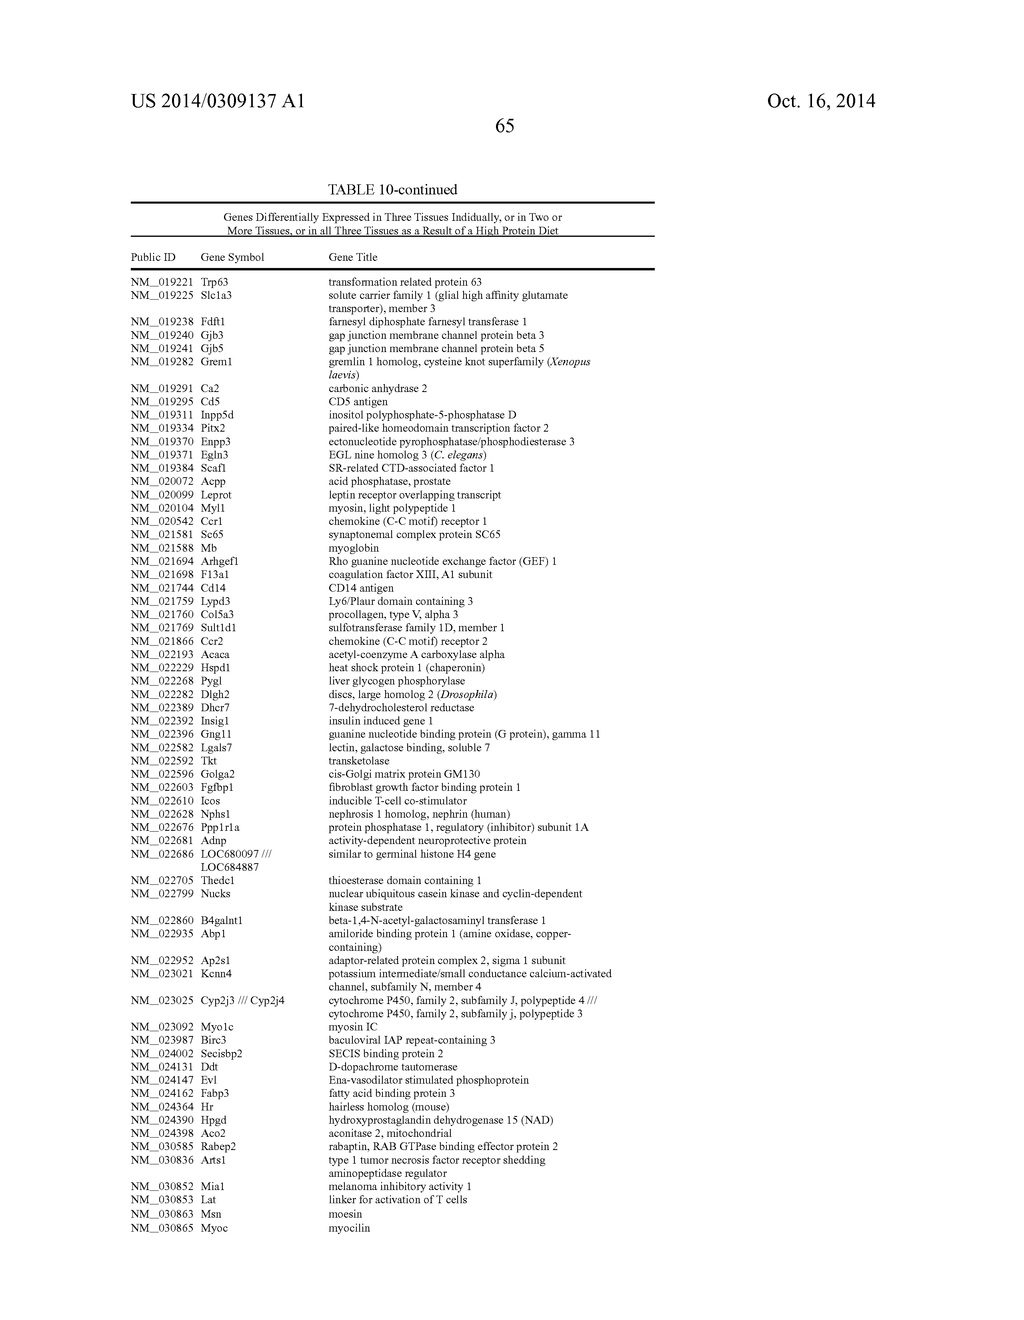 US 2014/0309137 A1 Oct. 16, 2014
65
TABLE 10-continued
Genes Differentially Expressed in Three Tissues Indidually, or in Two or
More Tissues, or in all Three Tissues as a Result of a High Protein Diet
Public ID Gene Symbol Gene Title
NM_019221 Trp63 transformation related protein 63
NM_019225 Slc1a3 solute carrier family 1 (glial high affinity glutamate
transporter), member 3
NM_019238 Fdft1 farnesyl diphosphate farnesyl transferase 1
NM_019240 Gjb3 gap junction membrane channel protein beta 3
NM_019241 Gjb5 gap junction membrane channel protein beta 5
NM_019282 Grem1 gremlin 1 homolog, cysteine knot superfamily (Xenopus
laevis)
NM_019291 Ca2 carbonic anhydrase 2
NM_019295 Cd5 CD5 antigen
NM_019311 Inpp5d inositol polyphosphate-5-phosphatase D
NM_019334 Pitx2 paired-like homeodomain transcription factor 2
NM_019370 Enpp3 ectonucleotide pyrophosphatase/phosphodiesterase 3
NM_019371 Egln3 EGL nine homolog 3 (C. elegans)
NM_019384 Scaf1 SR-related CTD-associated factor 1
NM_020072 Acpp acid phosphatase, prostate
NM_020099 Leprot leptin receptor overlapping transcript
NM_020104 Myl1 myosin, light polypeptide 1
NM_020542 Ccr1 chemokine (C-C motif) receptor 1
NM_021581 Sc65 synaptonemal complex protein SC65
NM_021588 Mb myoglobin
NM_021694 Arhgef1 Rho guanine nucleotide exchange factor (GEF) 1
NM_021698 F13a1 coagulation factor XIII, A1 subunit
NM_021744 Cd14 CD14 antigen
NM_021759 Lypd3 Ly6/Plaur domain containing 3
NM_021760 Col5a3 procollagen, type V, alpha 3
NM_021769 Sult1d1 sulfotransferase family 1D, member 1
NM_021866 Ccr2 chemokine (C-C motif) receptor 2
NM_022193 Acaca acetyl-coenzyme A carboxylase alpha
NM_022229 Hspd1 heat shock protein 1 (chaperonin)
NM_022268 Pygl liver glycogen phosphorylase
NM_022282 Dlgh2 discs, large homolog 2 (Drosophila)
NM_022389 Dhcr7 7-dehydrocholesterol reductase
NM_022392 Insig1 insulin induced gene 1
NM_022396 Gng11 guanine nucleotide binding protein (G protein), gamma 11
NM_022582 Lgals7 lectin, galactose binding, soluble 7
NM_022592 Tkt transketolase
NM_022596 Golga2 cis-Golgi matrix protein GM130
NM_022603 Fgfbp1 fibroblast growth factor binding protein 1
NM_022610 Icos inducible T-cell co-stimulator
NM_022628 Nphs1 nephrosis 1 homolog, nephrin (human)
NM_022676 Ppp1r1a protein phosphatase 1, regulatory (inhibitor) subunit 1A
NM_022681 Adnp activity-dependent neuroprotective protein
NM_022686 LOC680097 /// similar to germinal histone H4 gene
LOC684887
NM_022705 Thedc1 thioesterase domain containing 1
NM_022799 Nucks nuclear ubiquitous casein kinase and cyclin-dependent
kinase substrate
NM_022860 B4galnt1 beta-1,4-N-acetyl-galactosaminyl transferase 1
NM_022935 Abp1 amiloride binding protein 1 (amine oxidase, copper-
containing)
NM_022952 Ap2s1 adaptor-related protein complex 2, sigma 1 subunit
NM_023021 Kcnn4 potassium intermediate/small conductance calcium-activated
channel, subfamily N, member 4
NM_023025 Cyp2j3 /// Cyp2j4 cytochrome P450, family 2, subfamily J, polypeptide 4 ///
cytochrome P450, family 2, subfamily j, polypeptide 3
NM_023092 Myo1c myosin IC
NM_023987 Birc3 baculoviral IAP repeat-containing 3
NM_024002 Secisbp2 SECIS binding protein 2
NM_024131 Ddt D-dopachrome tautomerase
NM_024147 Evl Ena-vasodilator stimulated phosphoprotein
NM_024162 Fabp3 fatty acid binding protein 3
NM_024364 Hr hairless homolog (mouse)
NM_024390 Hpgd hydroxyprostaglandin dehydrogenase 15 (NAD)
NM_024398 Aco2 aconitase 2, mitochondrial
NM_030585 Rabep2 rabaptin, RAB GTPase binding effector protein 2
NM_030836 Arts1 type 1 tumor necrosis factor receptor shedding
aminopeptidase regulator
NM_030852 Mia1 melanoma inhibitory activity 1
NM_030853 Lat linker for activation of T cells
NM_030863 Msn moesin
NM_030865 Myoc myocilin